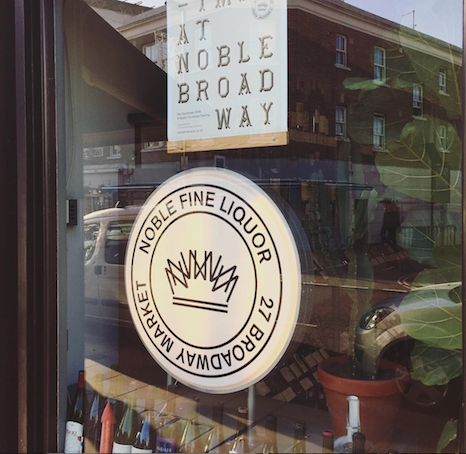 AT
NOBLE
BROAD
WAY
NOBLE FINE LIQUOR
27 BROADWAY MARKET